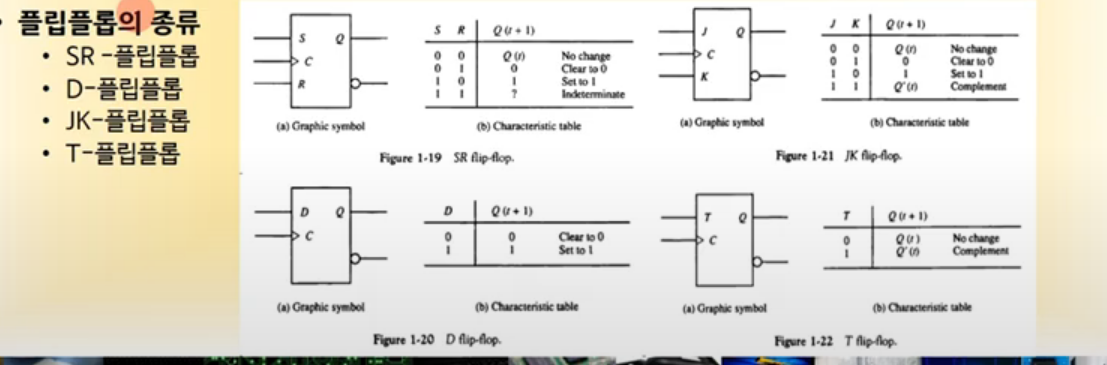 • 플립플롭의 종류
• SR -플립플롭
• D-플립플롭
• JK-플립플롭
• T-플립플롭
S Q
C
R
(a) Graphic symbol
S R Q (t + 1)
0 0 Q (t) No change
0 1 0 Clear to 0
1 0 1 Set to 1
1 1 ? Indeterminate
(b) Characteristic table
Figure 1-19 SR flip-flop.
J Q
C
K
(a) Graphic symbol
J K Q (t + 1)
0 0 Q (t) No change
0 1 0 Clear to 0
1 0 1 Set to 1
1 1 Q' (t) Complement
(b) Characteristic table
Figure 1-21 JK flip-flop.
D Q
C
(a) Graphic symbol
D Q (t + 1)
0 0 Clear to 0
1 1 Set to 1
(b) Characteristic table
Figure 1-20 D flip-flop.
T Q
C
(a) Graphic symbol
T Q (t + 1)
0 Q (t) No change
1 Q' (t) Complement
(b) Characteristic table
Figure 1-22 T flip-flop.